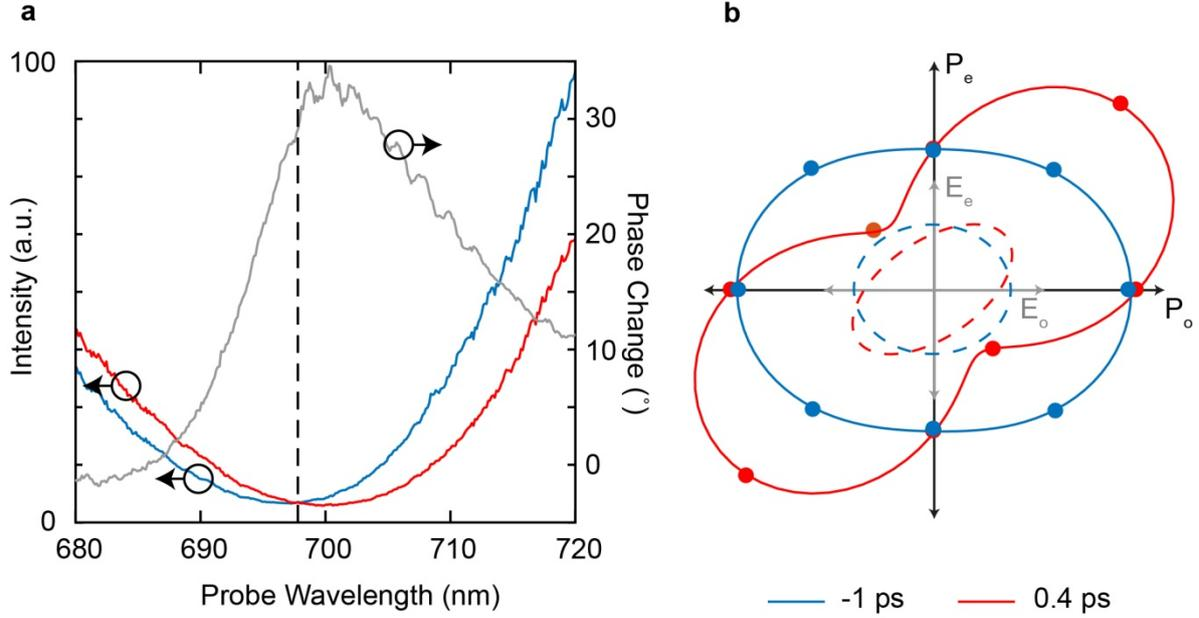 a
100
0
Intensity (a.u.)
680
690
700
710
720
Probe Wavelength (nm)
30
20
10
0
Phase Change (°)
b
Pe
Ee
Eo
Po
-1 ps
0.4 ps